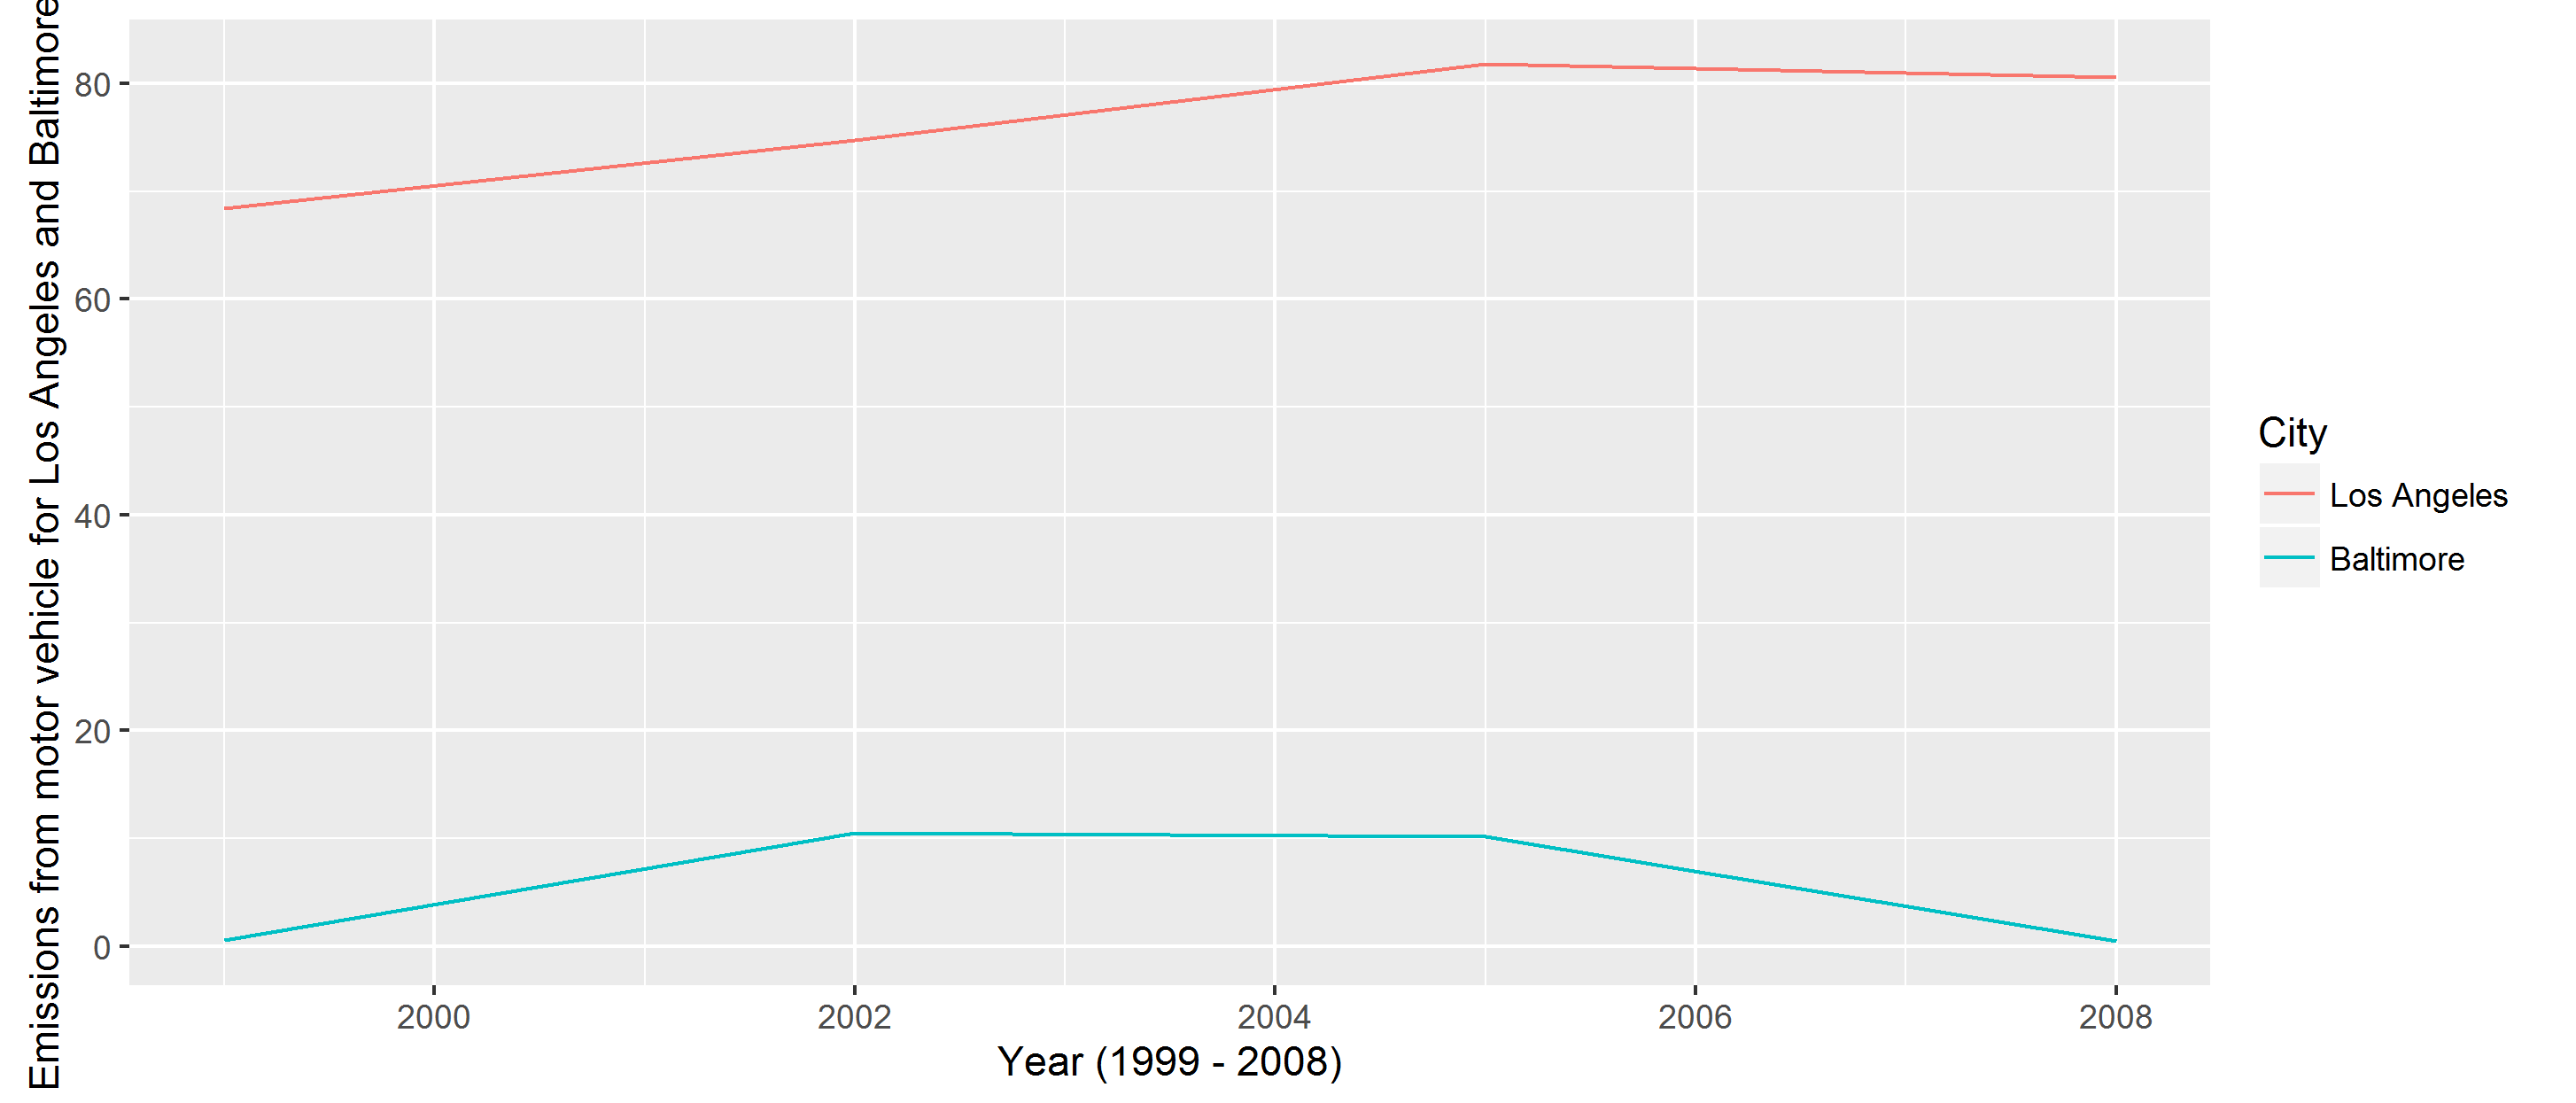 Emissions from motor vehicle for Los Angeles and Baltimore
80
60
40
20
0
2000
2002
2004
2006
2008
Year (1999 - 2008)
City
Los Angeles
Baltimore